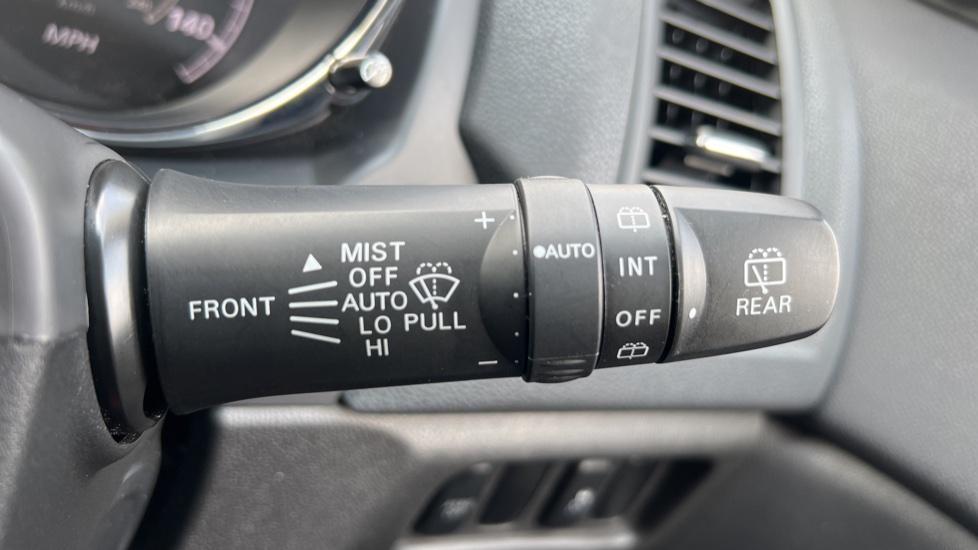 140
MPH
FRONT
MIST
OFF
AUTO
LO PULL
HI
+
−
●AUTO
INT
OFF
REAR